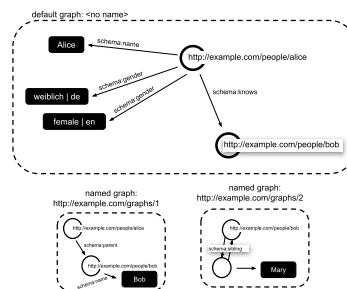 default graph: <no name>
Alice
schema:name
http://example.com/people/alice
schema:gender
weiblich | de
schema:gender
female | en
schema:knows
http://example.com/people/bob
named graph:
http://example.com/graphs/1
http://example.com/people/alice
schema:parent
http://example.com/people/bob
schema:name
Bob
named graph:
http://example.com/graphs/2
http://example.com/people/bob
schema:sibling
Mary